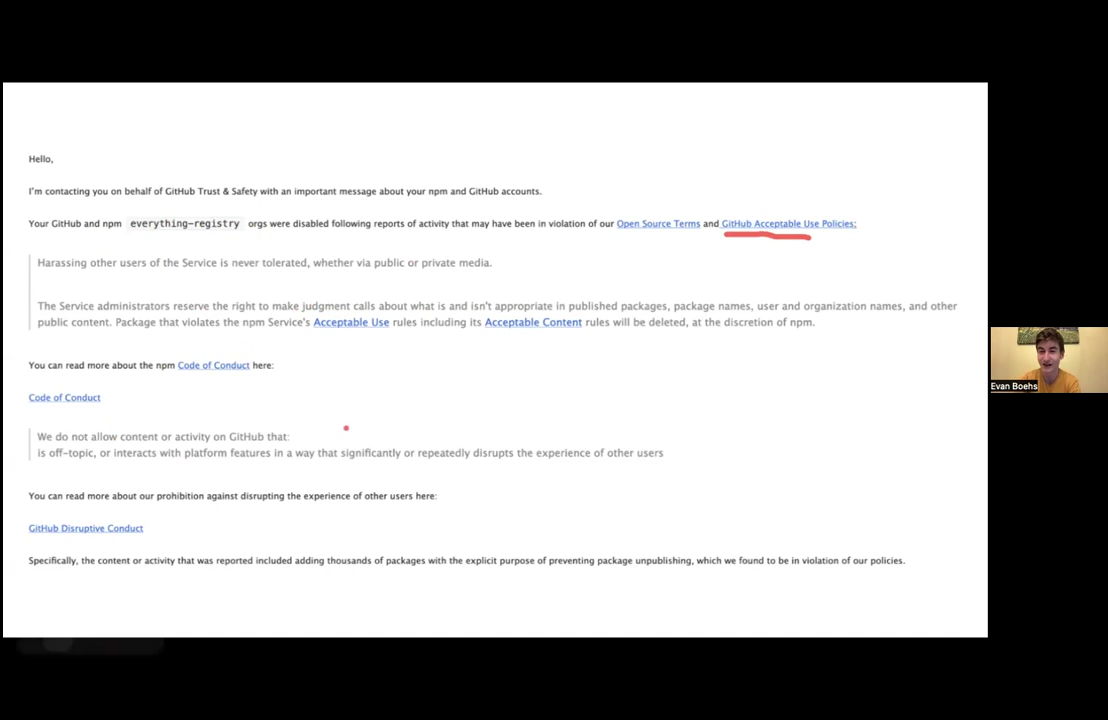 Hello,
I'm contacting you on behalf of GitHub Trust & Safety with an important message about your npm and GitHub accounts.
Your GitHub and npm everything-registry orgs were disabled following reports of activity that may have been in violation of our Open Source Terms and GitHub Acceptable Use Policies:
Harassing other users of the Service is never tolerated, whether via public or private media.
The Service administrators reserve the right to make judgment calls about what is and isn't appropriate in published packages, package names, user and organization names, and other
public content. Package that violates the npm Service's Acceptable Use rules including its Acceptable Content rules will be deleted, at the discretion of npm.
You can read more about the npm Code of Conduct here:
Evan Boehs
Code of Conduct
We do not allow content or activity on GitHub that:
is off-topic, or interacts with platform features in a way that significantly or repeatedly disrupts the experience of other users
You can read more about our prohibition against disrupting the experience of other users here:
GitHub Disruptive Conduct
Specifically, the content or activity that was reported included adding thousands of packages with the explicit purpose of preventing package unpublishing, which we found to be in violation of our policies.